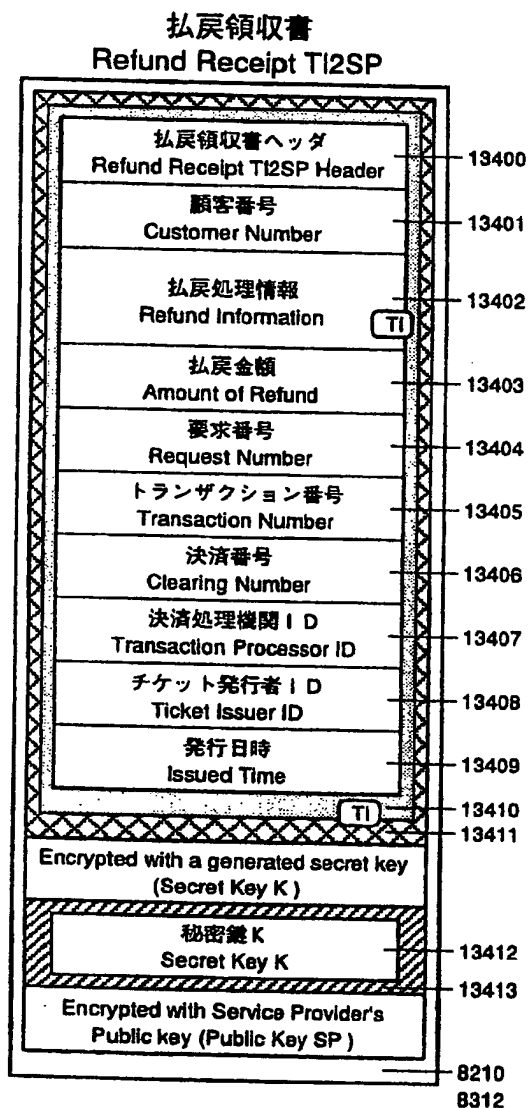 払戻領収書
Refund Receipt TI2SP
払戻領収書ヘッダ
Refund Receipt TI2SP Header
13400
顧客番号
Customer Number
13401
払戻処理情報
Refund Information
13402
TI
払戻金額
Amount of Refund
13403
要求番号
Request Number
13404
トランザクション番号
Transaction Number
13405
決済番号
Clearing Number
13406
決済処理機関ID
Transaction Processor ID
13407
チケット発行者ID
Ticket Issuer ID
13408
発行日時
Issued Time
13409
TI
13410
13411
Encrypted with a generated secret key
(Secret Key K)
秘密鍵K
Secret Key K
13412
13413
Encrypted with Service Provider's
Public key (Public Key SP)
8210
8312